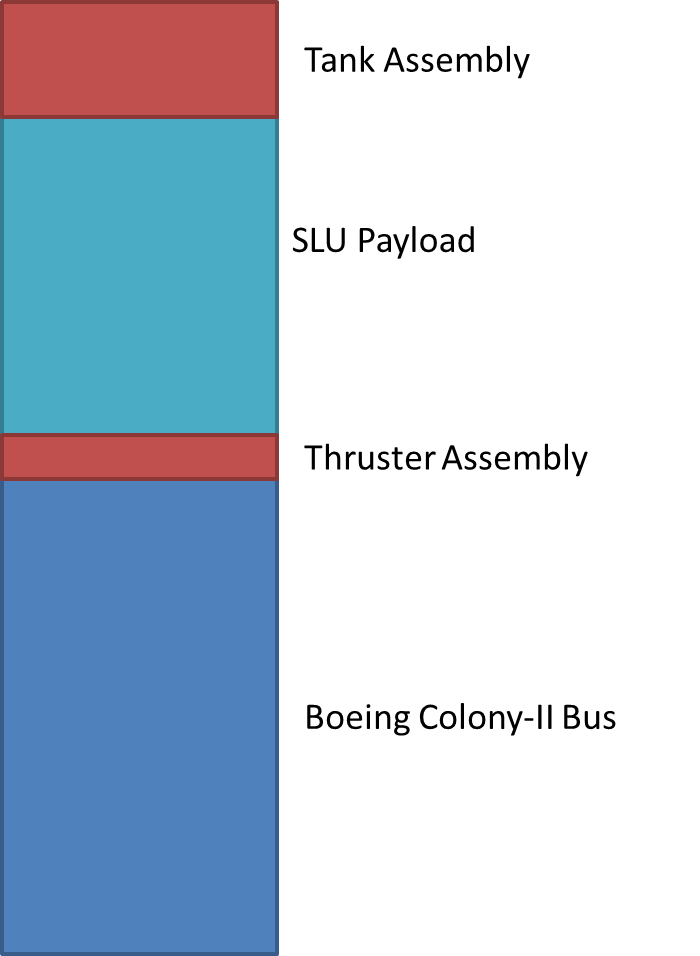 Tank Assembly
SLU Payload
Thruster Assembly
Boeing Colony-II Bus